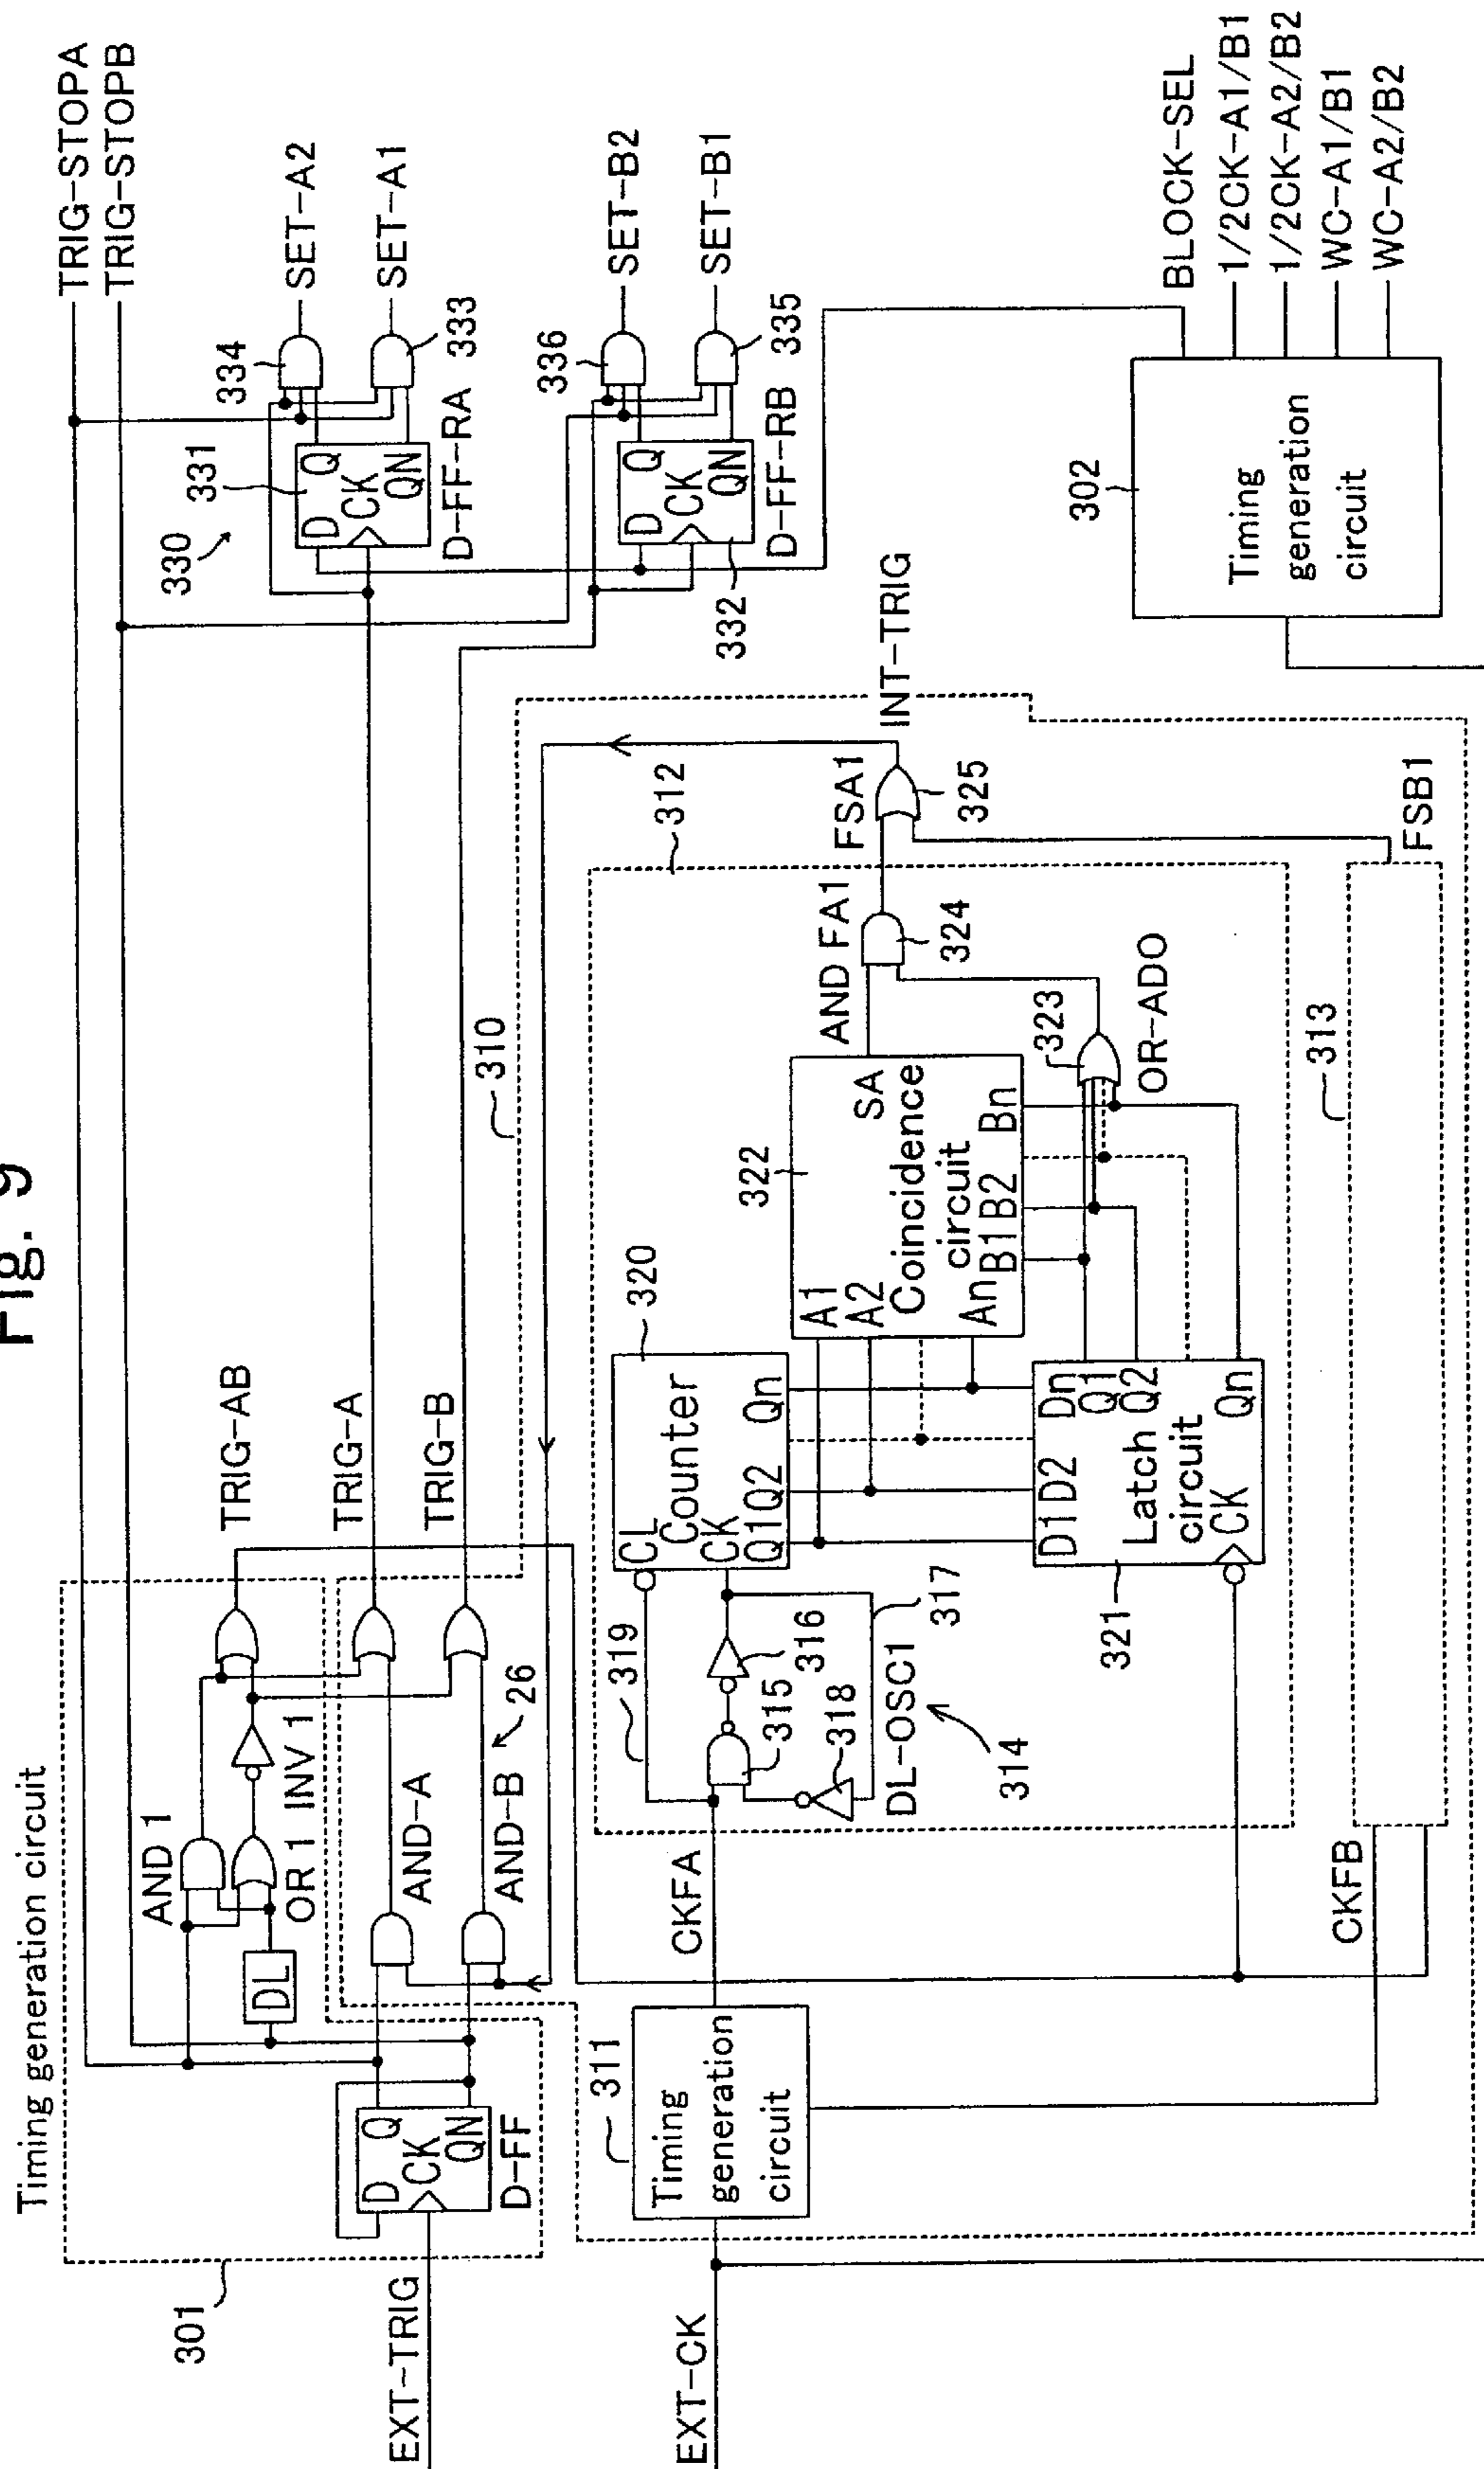 Fig. 9
Timing generation circuit
301
EXT-TRIG
D
Q
CK
QN
D-FF
DL
AND 1
OR 1
INV 1
AND-A
AND-B
26
TRIG-AB
TRIG-A
TRIG-B
TRIG-STOPA
TRIG-STOPB
330
331
D
Q
CK
QN
D-FF-RA
334
333
SET-A2
SET-A1
332
D
Q
CK
QN
D-FF-RB
336
335
SET-B2
SET-B1
310
INT-TRIG
EXT-CK
311
Timing
generation
circuit
CKFA
CKFB
312
319
315
316
317
318
DL-OSC1
314
320
CL
Counter
CK
Q1
Q2
Qn
321
D1
D2
Dn
Latch
circuit
CK
Q1
Q2
Qn
322
A1
A2
An
SA
Coincidence
circuit
B1
B2
Bn
323
OR-ADO
AND FA1
324
FSA1
325
313
FSB1
302
Timing
generation
circuit
BLOCK-SEL
1/2CK-A1/B1
1/2CK-A2/B2
WC-A1/B1
WC-A2/B2